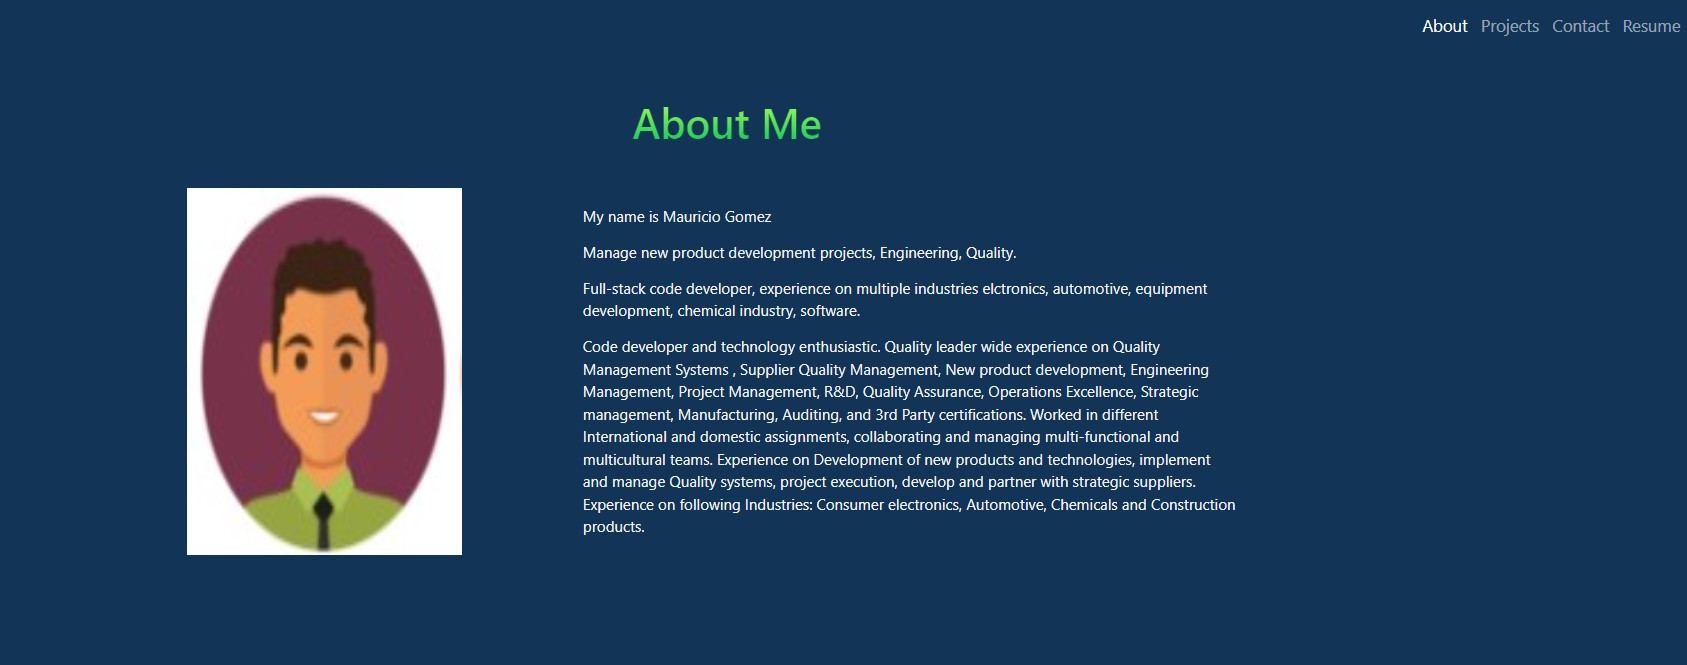 About Projects Contact Resume
About Me
My name is Mauricio Gomez
Manage new product development projects, Engineering, Quality.
Full-stack code developer, experience on multiple industries elctronics, automotive, equipment
development, chemical industry, software.
Code developer and technology enthusiastic. Quality leader wide experience on Quality
Management Systems , Supplier Quality Management, New product development, Engineering
Management, Project Management, R&D, Quality Assurance, Operations Excellence, Strategic
management, Manufacturing, Auditing, and 3rd Party certifications. Worked in different
International and domestic assignments, collaborating and managing multi-functional and
multicultural teams. Experience on Development of new products and technologies, implement
and manage Quality systems, project execution, develop and partner with strategic suppliers.
Experience on following Industries: Consumer electronics, Automotive, Chemicals and Construction
products.